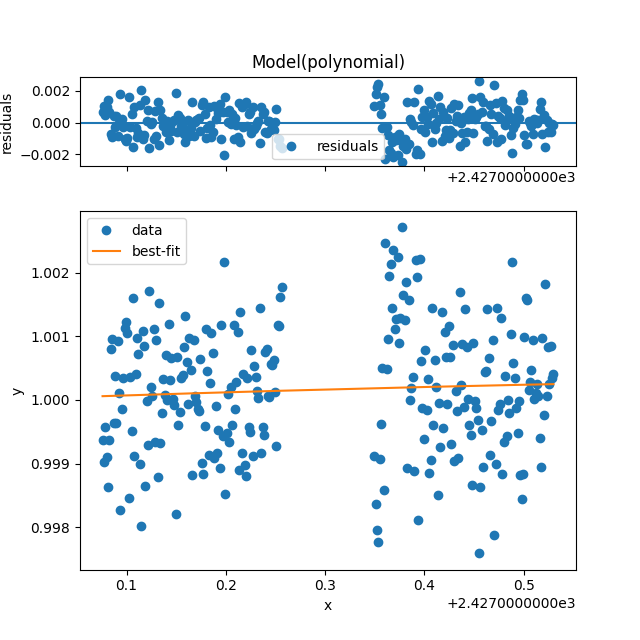 Model(polynomial)
0.002
0.000
−0.002
residuals
residuals
+2.4270000000e3
data
best-fit
1.002
1.001
1.000
0.999
0.998
y
0.1 0.2 0.3 0.4 0.5
x
+2.4270000000e3